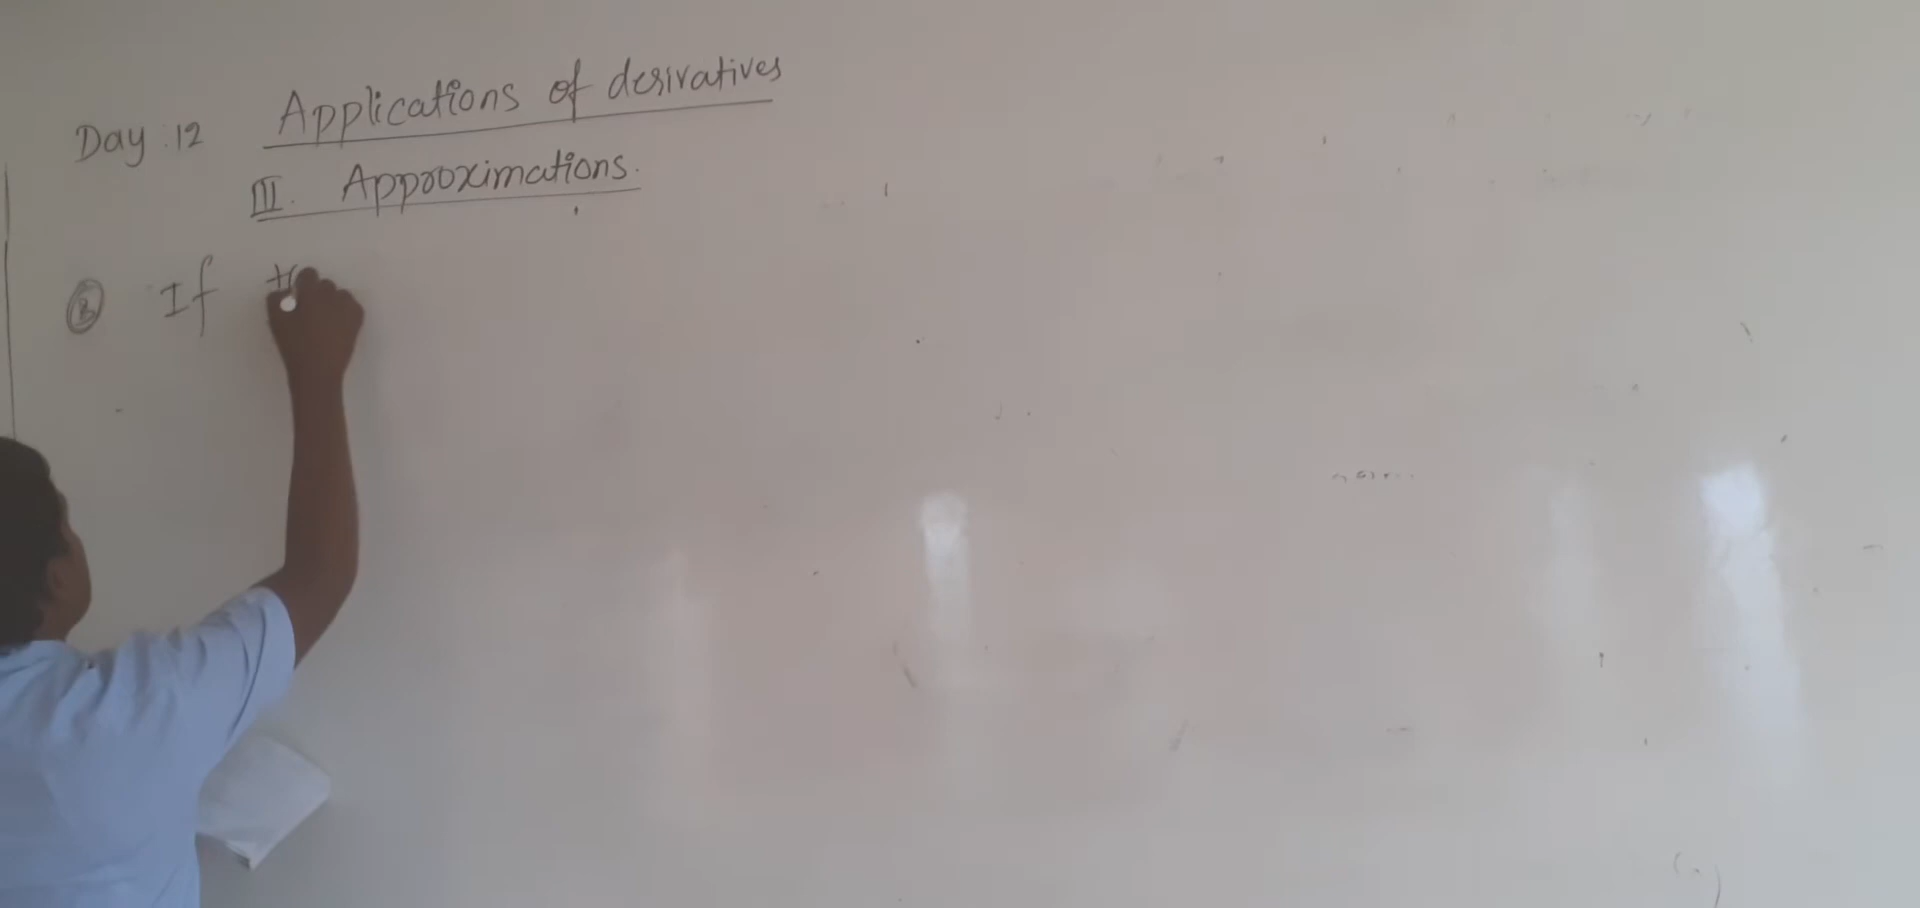 Day : 12 Applications of derivatives
III. Approximations.
If